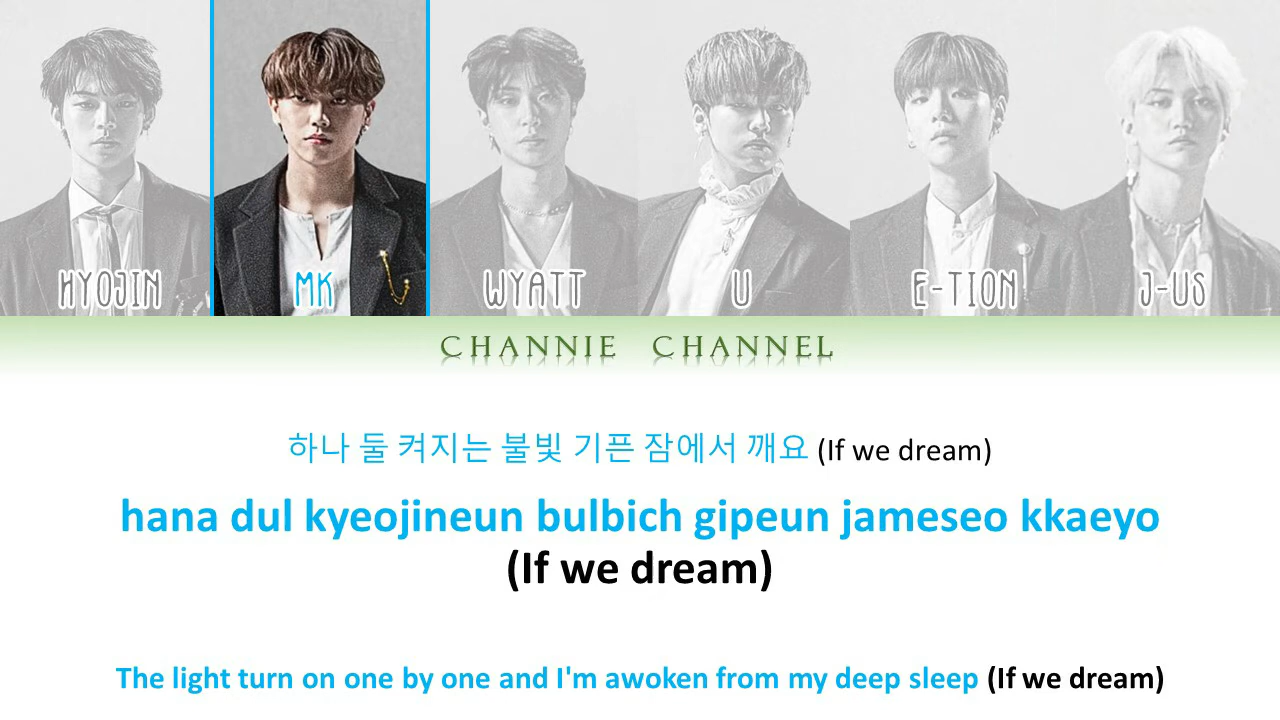 HYOJIN MK WYATT U E-TION J-US
CHANNIE CHANNEL
하나 둘 켜지는 불빛 기픈 잠에서 깨요 (If we dream)
hana dul kyeojineun bulbich gipeun jameseo kkaeyo
(If we dream)
The light turn on one by one and I'm awoken from my deep sleep (If we dream)